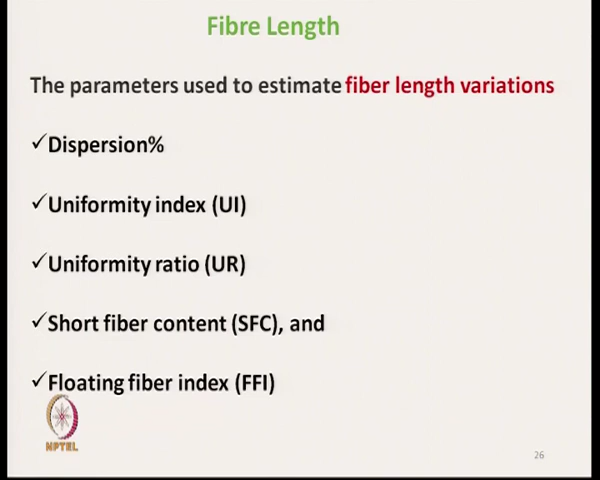 Fibre Length
The parameters used to estimate fiber length variations
✓Dispersion%
✓Uniformity index (UI)
✓Uniformity ratio (UR)
✓Short fiber content (SFC), and
✓Floating fiber index (FFI)
NPTEL
26